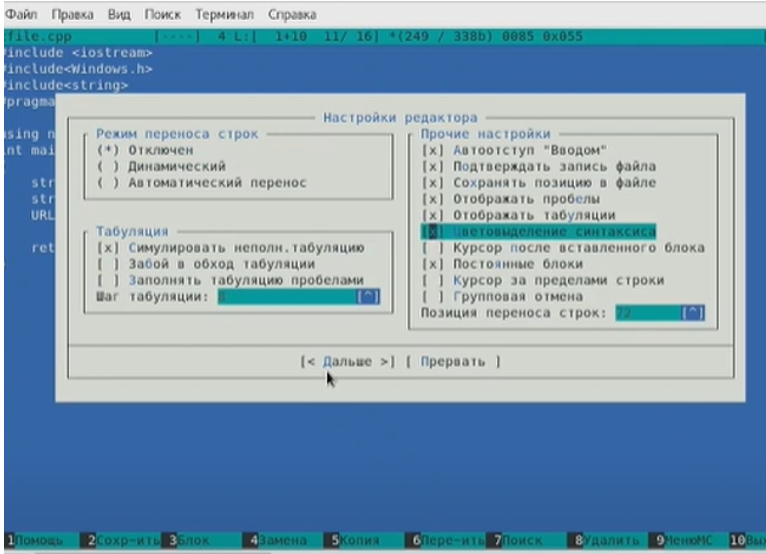 Файл Правка Вид Поиск Терминал Справка
file.cpp [----] 4 L:[ 1+10 11/ 16] *(249 / 338b) 0085 0x055
#include <iostream>
#include<Windows.h>
#include<string>
#pragma
using n
int mai
str
str
URL
ret
Настройки редактора
Режим переноса строк
(*) Отключен
( ) Динамический
( ) Автоматический перенос
Табуляция
[x] Симулировать неполн.табуляцию
[ ] Забой в обход табуляции
[ ] Заполнять табуляцию пробелами
Шаг табуляции: 8 [^]
Прочие настройки
[x] Автоотступ "Вводом"
[x] Подтверждать запись файла
[x] Сохранять позицию в файле
[x] Отображать пробелы
[x] Отображать табуляции
[x] Цветовыделение синтаксиса
[ ] Курсор после вставленного блока
[x] Постоянные блоки
[ ] Курсор за пределами строки
[ ] Групповая отмена
Позиция переноса строк: 72 [^]
[< Дальше >] [ Прервать ]
1Помощь 2Сохр~ить 3Блок 4Замена 5Копия 6Пере~ить 7Поиск 8Удалить 9МенюMC 10Вы